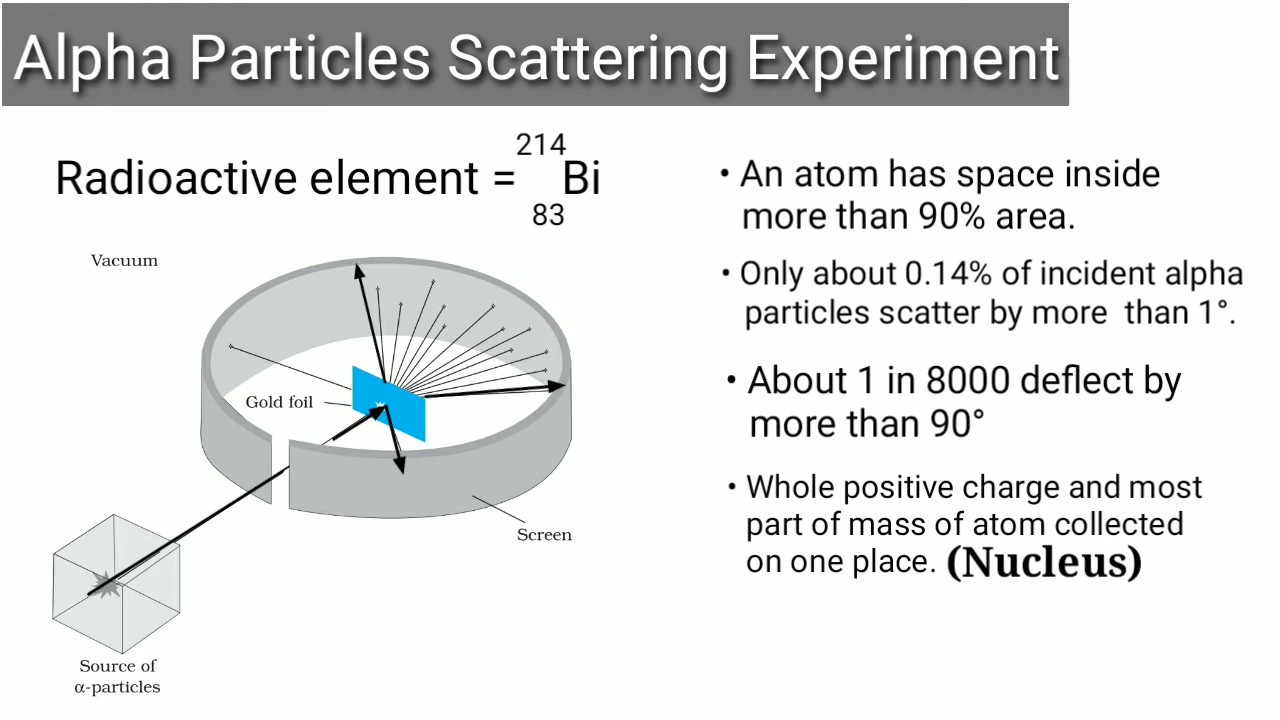 Alpha Particles Scattering Experiment
Radioactive element = ²¹⁴₈₃Bi
Vacuum
Gold foil
Screen
Source of
α-particles
• An atom has space inside
more than 90% area.
• Only about 0.14% of incident alpha
particles scatter by more than 1°.
• About 1 in 8000 deflect by
more than 90°
• Whole positive charge and most
part of mass of atom collected
on one place. (Nucleus)